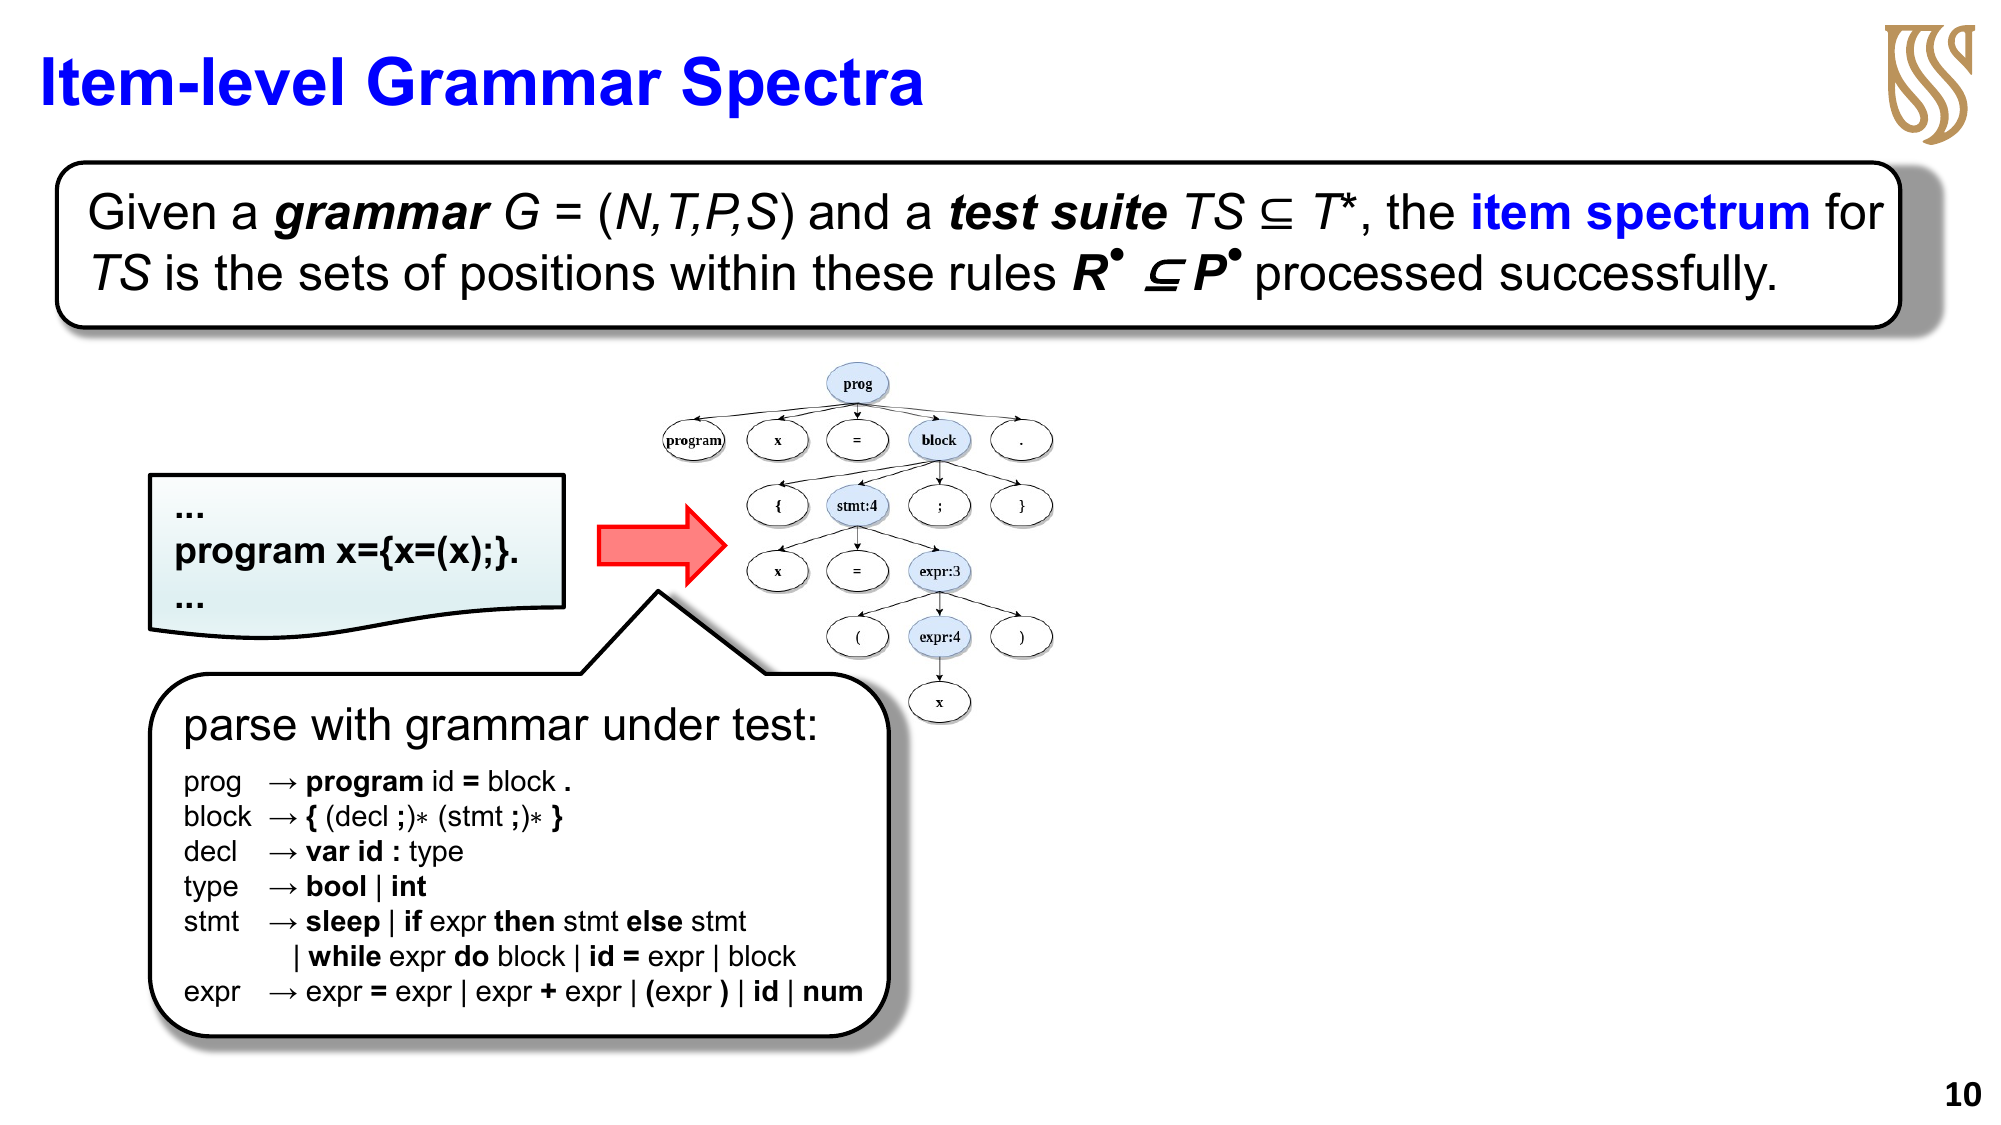 Item-level Grammar Spectra
Given a grammar G = (N,T,P,S) and a test suite TS ⊆ T*, the item spectrum for
TS is the sets of positions within these rules R• ⊆ P• processed successfully.
prog
program x = block .
{ stmt:4 ; }
x = expr:3
( expr:4 )
x
...
program x={x=(x);}.
...
parse with grammar under test:
prog → program id = block .
block → { (decl ;)* (stmt ;)* }
decl → var id : type
type → bool | int
stmt → sleep | if expr then stmt else stmt
| while expr do block | id = expr | block
expr → expr = expr | expr + expr | (expr ) | id | num
10